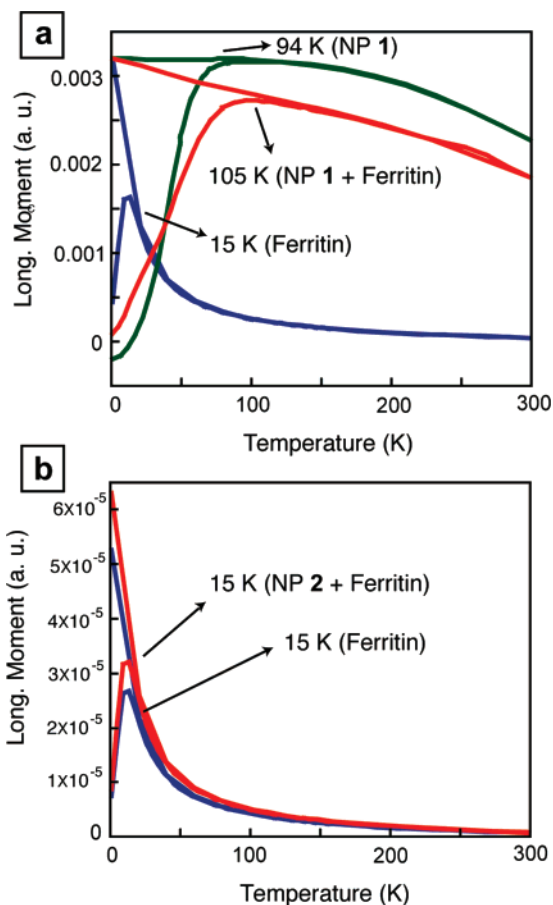 a
94 K (NP 1)
0.003
0.002
0.001
0
Long. Moment (a. u.)
105 K (NP 1 + Ferritin)
15 K (Ferritin)
0 100 200 300
Temperature (K)
b
6X10-5
5X10-5
4X10-5
3X10-5
2X10-5
1X10-5
0
Long. Moment (a. u.)
15 K (NP 2 + Ferritin)
15 K (Ferritin)
0 100 200 300
Temperature (K)